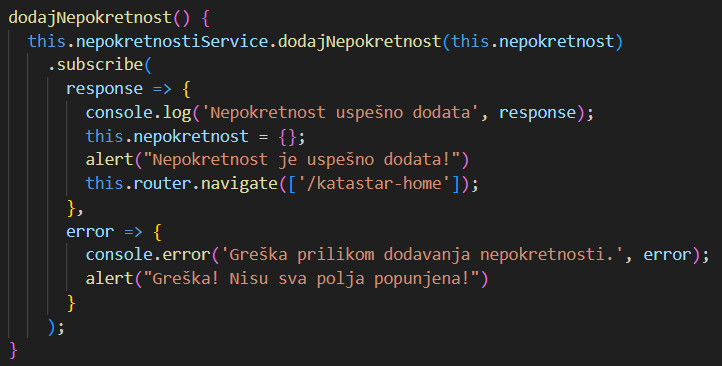 dodajNepokretnost() {
this.nepokretnostiService.dodajNepokretnost(this.nepokretnost)
.subscribe(
response => {
console.log('Nepokretnost uspešno dodata', response);
this.nepokretnost = {};
alert("Nepokretnost je uspešno dodata!")
this.router.navigate(['/katastar-home']);
},
error => {
console.error('Greška prilikom dodavanja nepokretnosti.', error);
alert("Greška! Nisu sva polja popunjena!")
}
);
}